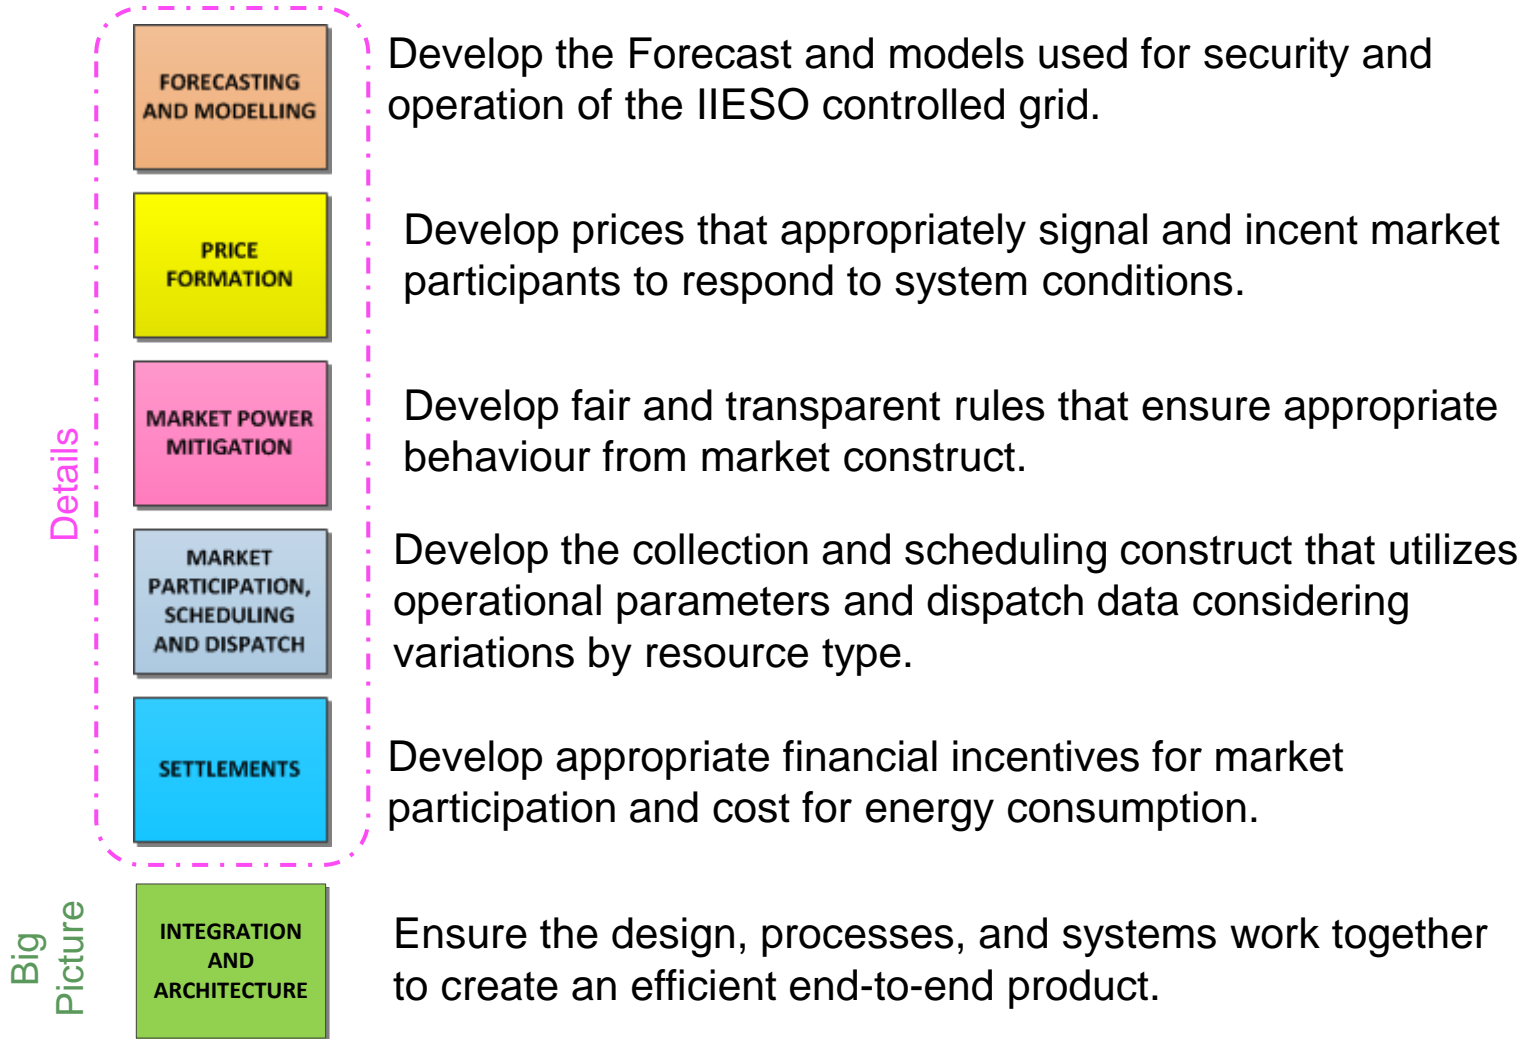 FORECASTING
AND MODELLING
Develop the Forecast and models used for security and
operation of the IIESO controlled grid.
PRICE
FORMATION
Develop prices that appropriately signal and incent market
participants to respond to system conditions.
MARKET POWER
MITIGATION
Develop fair and transparent rules that ensure appropriate
behaviour from market construct.
Details
MARKET
PARTICIPATION,
SCHEDULING
AND DISPATCH
Develop the collection and scheduling construct that utilizes
operational parameters and dispatch data considering
variations by resource type.
SETTLEMENTS
Develop appropriate financial incentives for market
participation and cost for energy consumption.
Big
Picture
INTEGRATION
AND
ARCHITECTURE
Ensure the design, processes, and systems work together
to create an efficient end-to-end product.